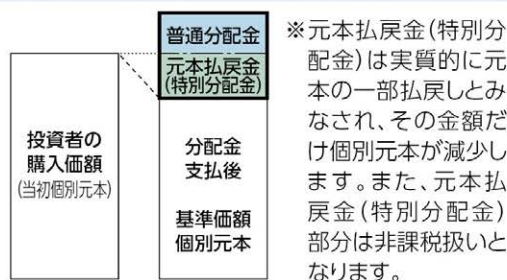 普通分配金
元本払戻金
(特別分配金)
投資者の
購入価額
(当初個別元本)
分配金
支払後
基準価額
個別元本
※元本払戻金(特別分
配金)は実質的に元
本の一部払戻しとみ
なされ、その金額だ
け個別元本が減少し
ます。また、元本払
戻金(特別分配金)
部分は非課税扱いと
なります。